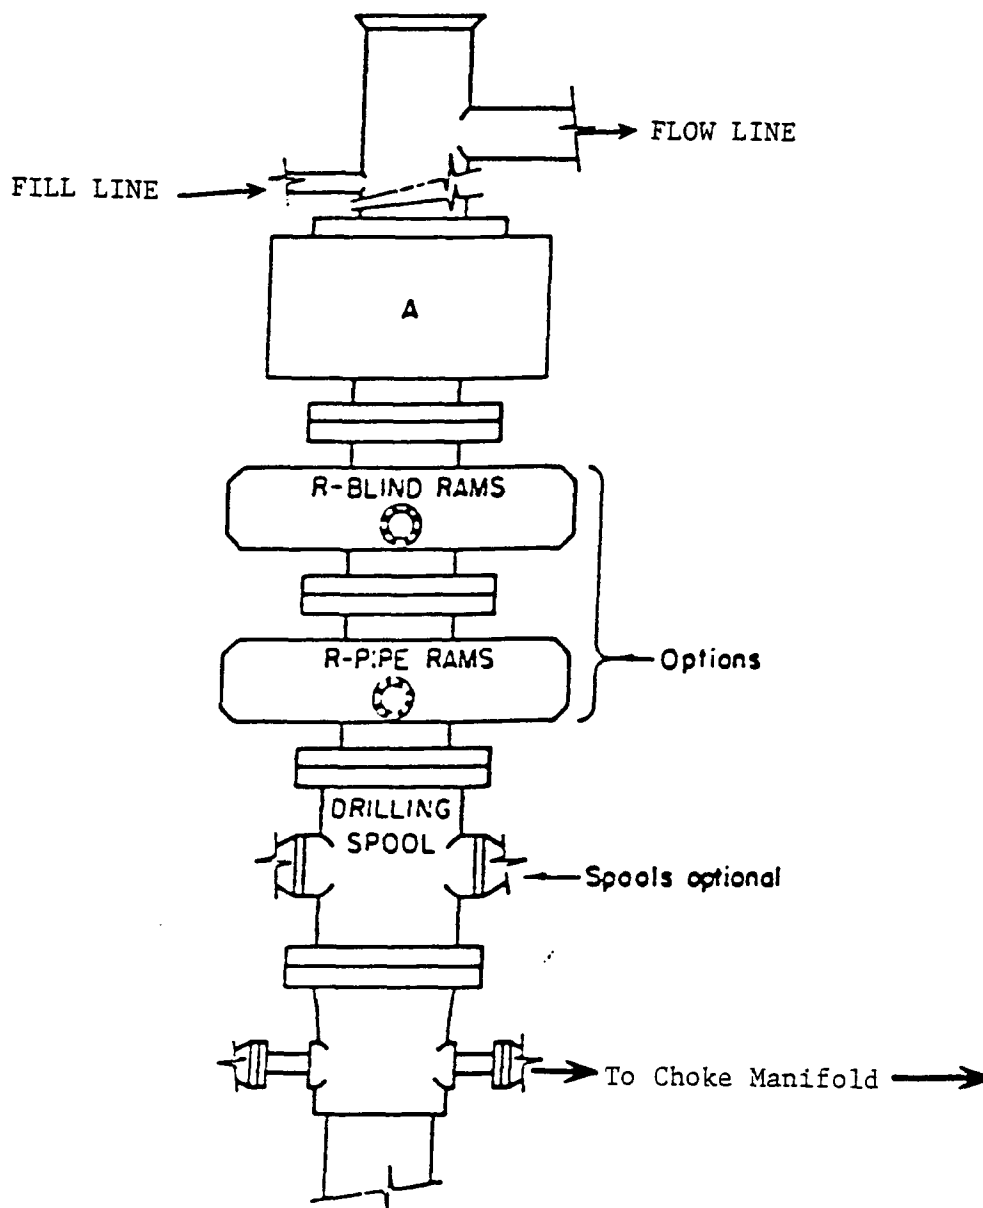 FLOW LINE
FILL LINE
A
R-BLIND RAMS
R-PIPE RAMS
Options
DRILLING
SPOOL
Spools optional
To Choke Manifold